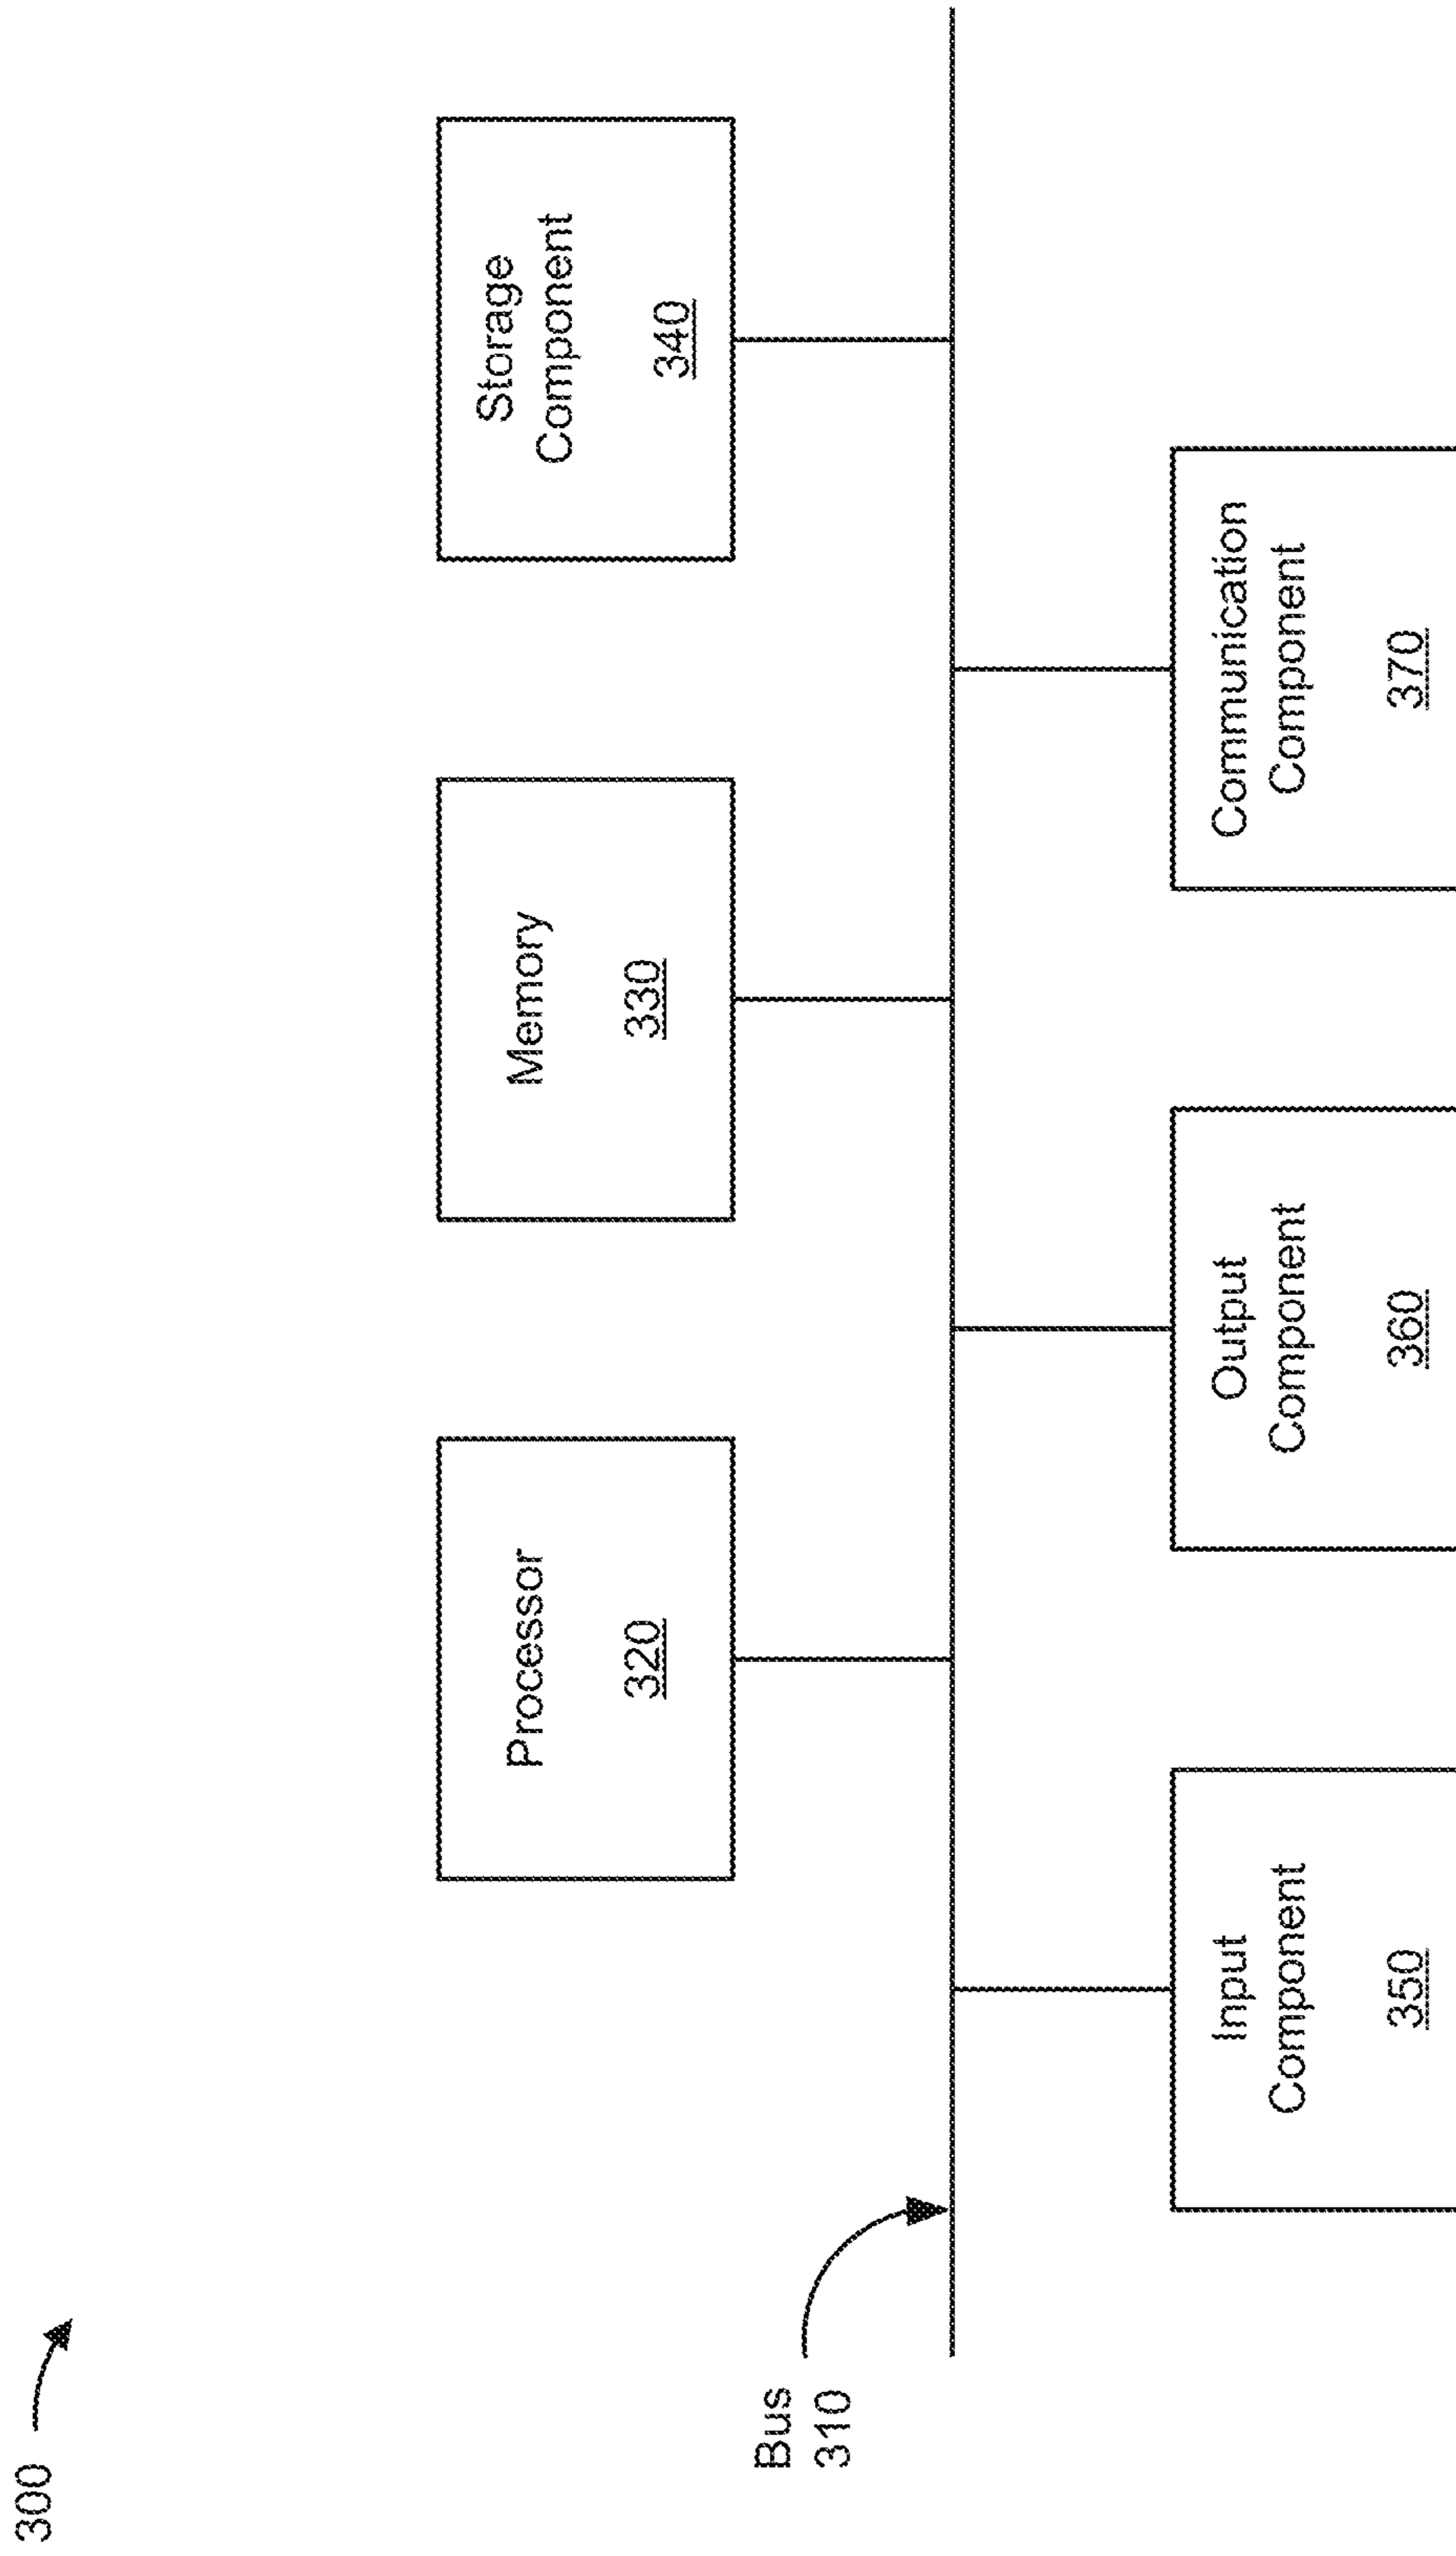 300
Processor
320
Memory
330
Storage
Component
340
Bus
310
Input
Component
350
Output
Component
360
Communication
Component
370